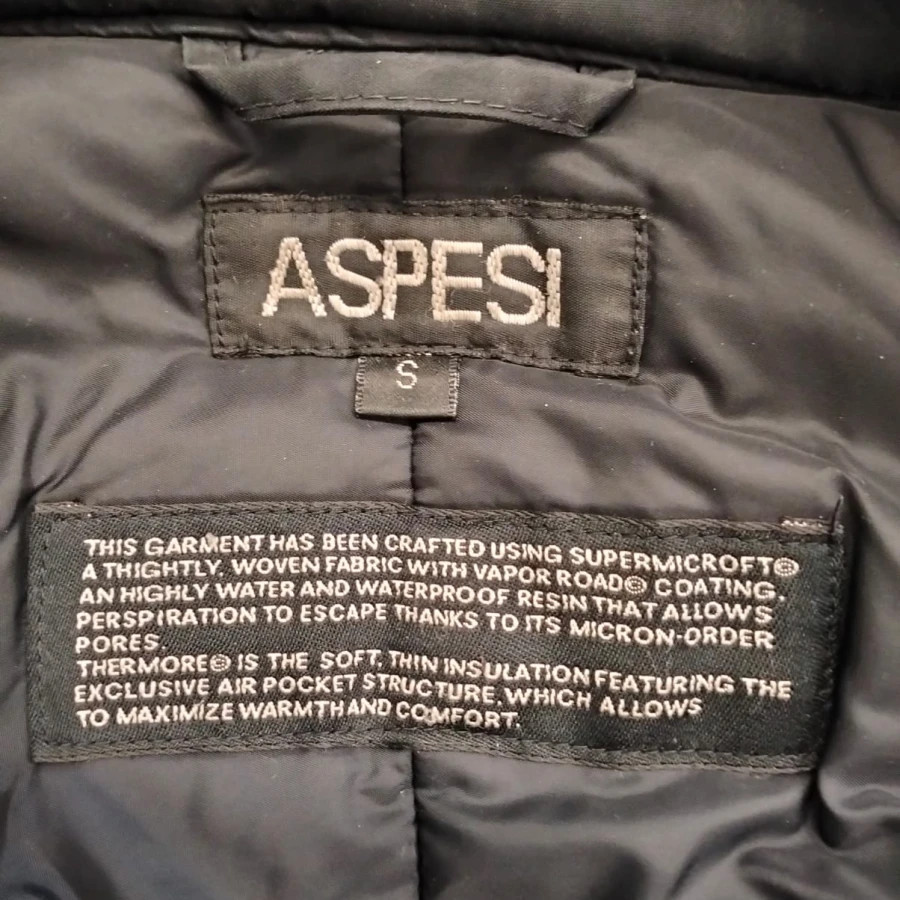 ASPESI
S
THIS GARMENT HAS BEEN CRAFTED USING SUPERMICROFT©
A THIGHTLY, WOVEN FABRIC WITH VAPOR ROAD© COATING,
AN HIGHLY WATER AND WATERPROOF RESIN THAT ALLOWS
PERSPIRATION TO ESCAPE THANKS TO ITS MICRON-ORDER
PORES.
THERMORE© IS THE SOFT, THIN INSULATION FEATURING THE
EXCLUSIVE AIR POCKET STRUCTURE, WHICH ALLOWS
TO MAXIMIZE WARMTH AND COMFORT.